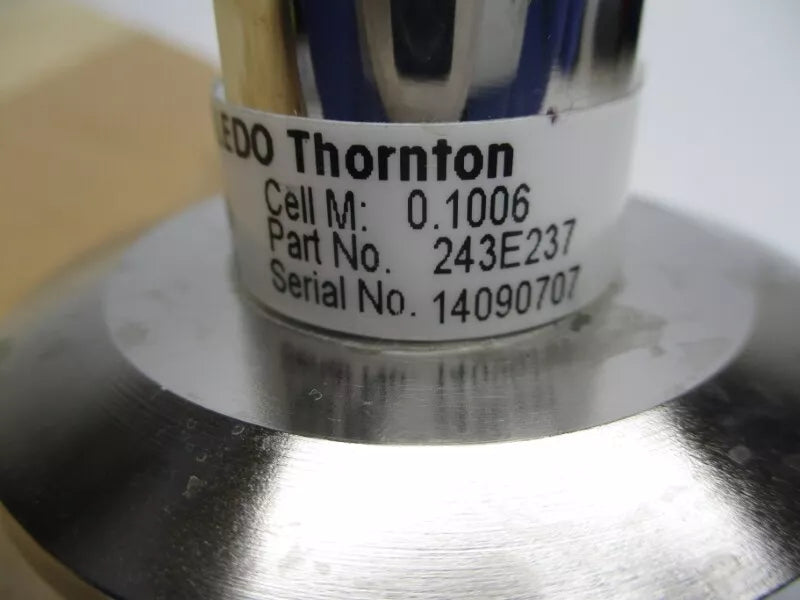 LEDO Thornton
Cell M: 0.1006
Part No. 243E237
Serial No. 14090707